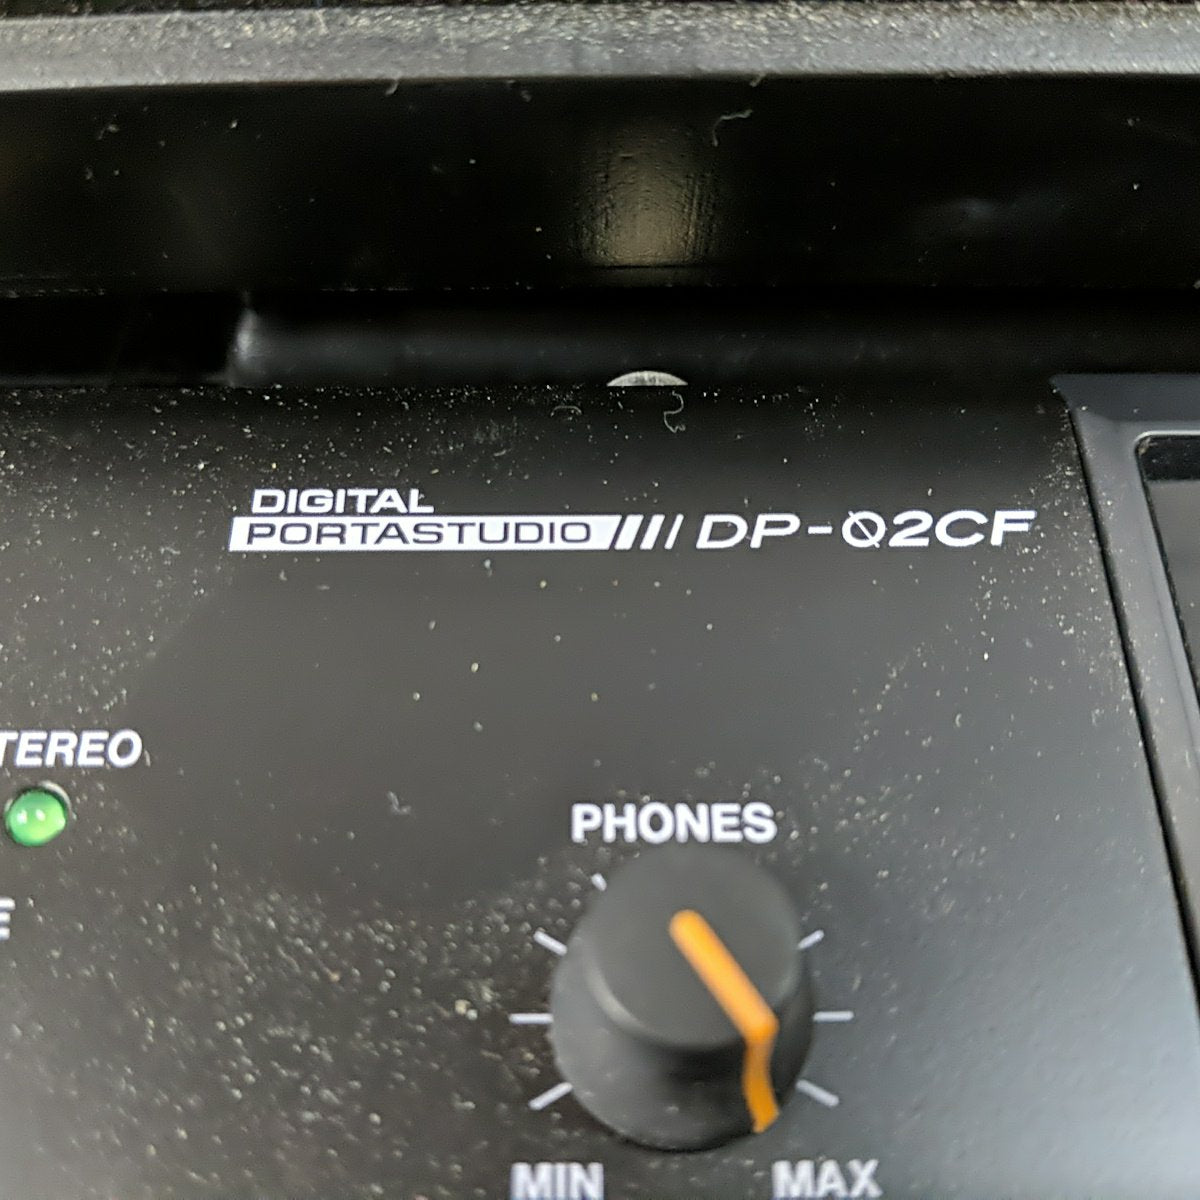 DIGITAL
PORTASTUDIO DP-02CF
TEREO
E
PHONES
MIN MAX